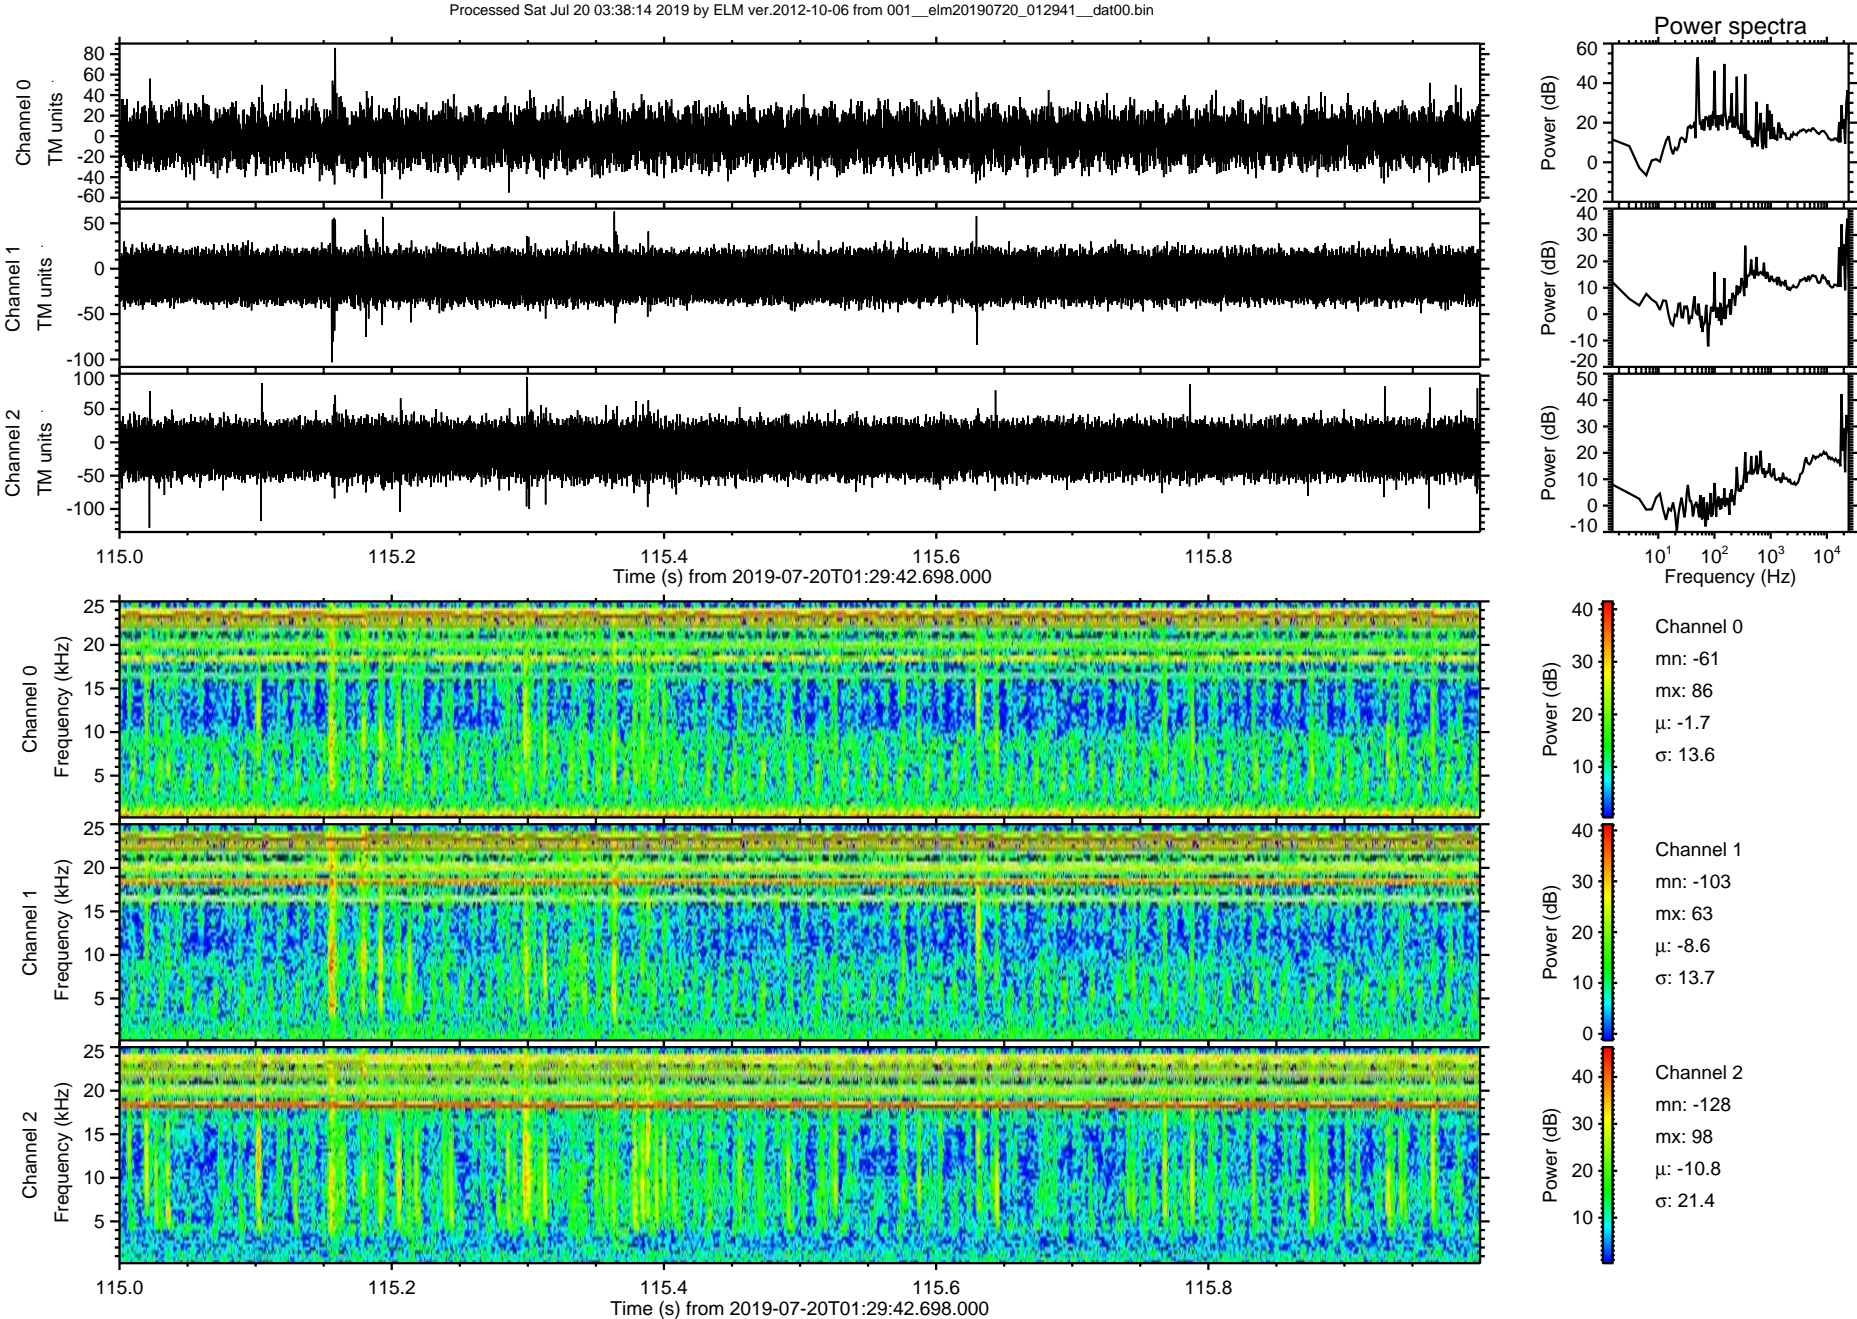 Processed Sat Jul 20 03:38:14 2019 by ELM ver.2012-10-06 from 001__elm20190720_012941__dat00.bin
Power spectra
Channel 0
TM units
80
60
40
20
0
-20
-40
-60
Power (dB)
60
40
20
0
-20
Channel 1
TM units
50
0
-50
-100
Power (dB)
40
30
20
10
0
-10
-20
Channel 2
TM units
100
50
0
-50
-100
Power (dB)
50
40
30
20
10
0
-10
115.0 115.2 115.4 115.6 115.8
Time (s) from 2019-07-20T01:29:42.698.000
10¹ 10² 10³ 10⁴
Frequency (Hz)
Channel 0
Frequency (kHz)
25
20
15
10
5
Power (dB)
40
30
20
10
Channel 0
mn: -61
mx: 86
μ: -1.7
σ: 13.6
Channel 1
Frequency (kHz)
25
20
15
10
5
Power (dB)
40
30
20
10
0
Channel 1
mn: -103
mx: 63
μ: -8.6
σ: 13.7
Channel 2
Frequency (kHz)
25
20
15
10
5
Power (dB)
40
30
20
10
Channel 2
mn: -128
mx: 98
μ: -10.8
σ: 21.4
115.0 115.2 115.4 115.6 115.8
Time (s) from 2019-07-20T01:29:42.698.000